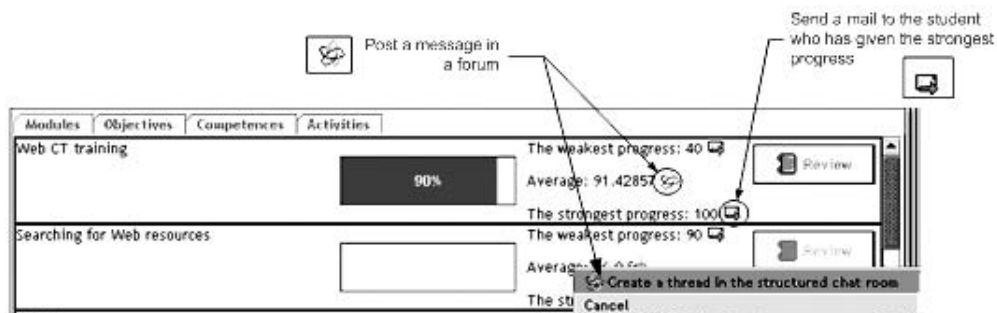 Send a mail to the student
who has given the strongest
progress
Post a message in
a forum
Modules Objectives Competences Activities
Web CT training
The weakest progress: 40
90%
Review
Average: 91.42857
The strongest progress: 100
Searching for Web resources
The weakest progress: 90
Review
Create a thread in the structured chat room
The st
Cancel